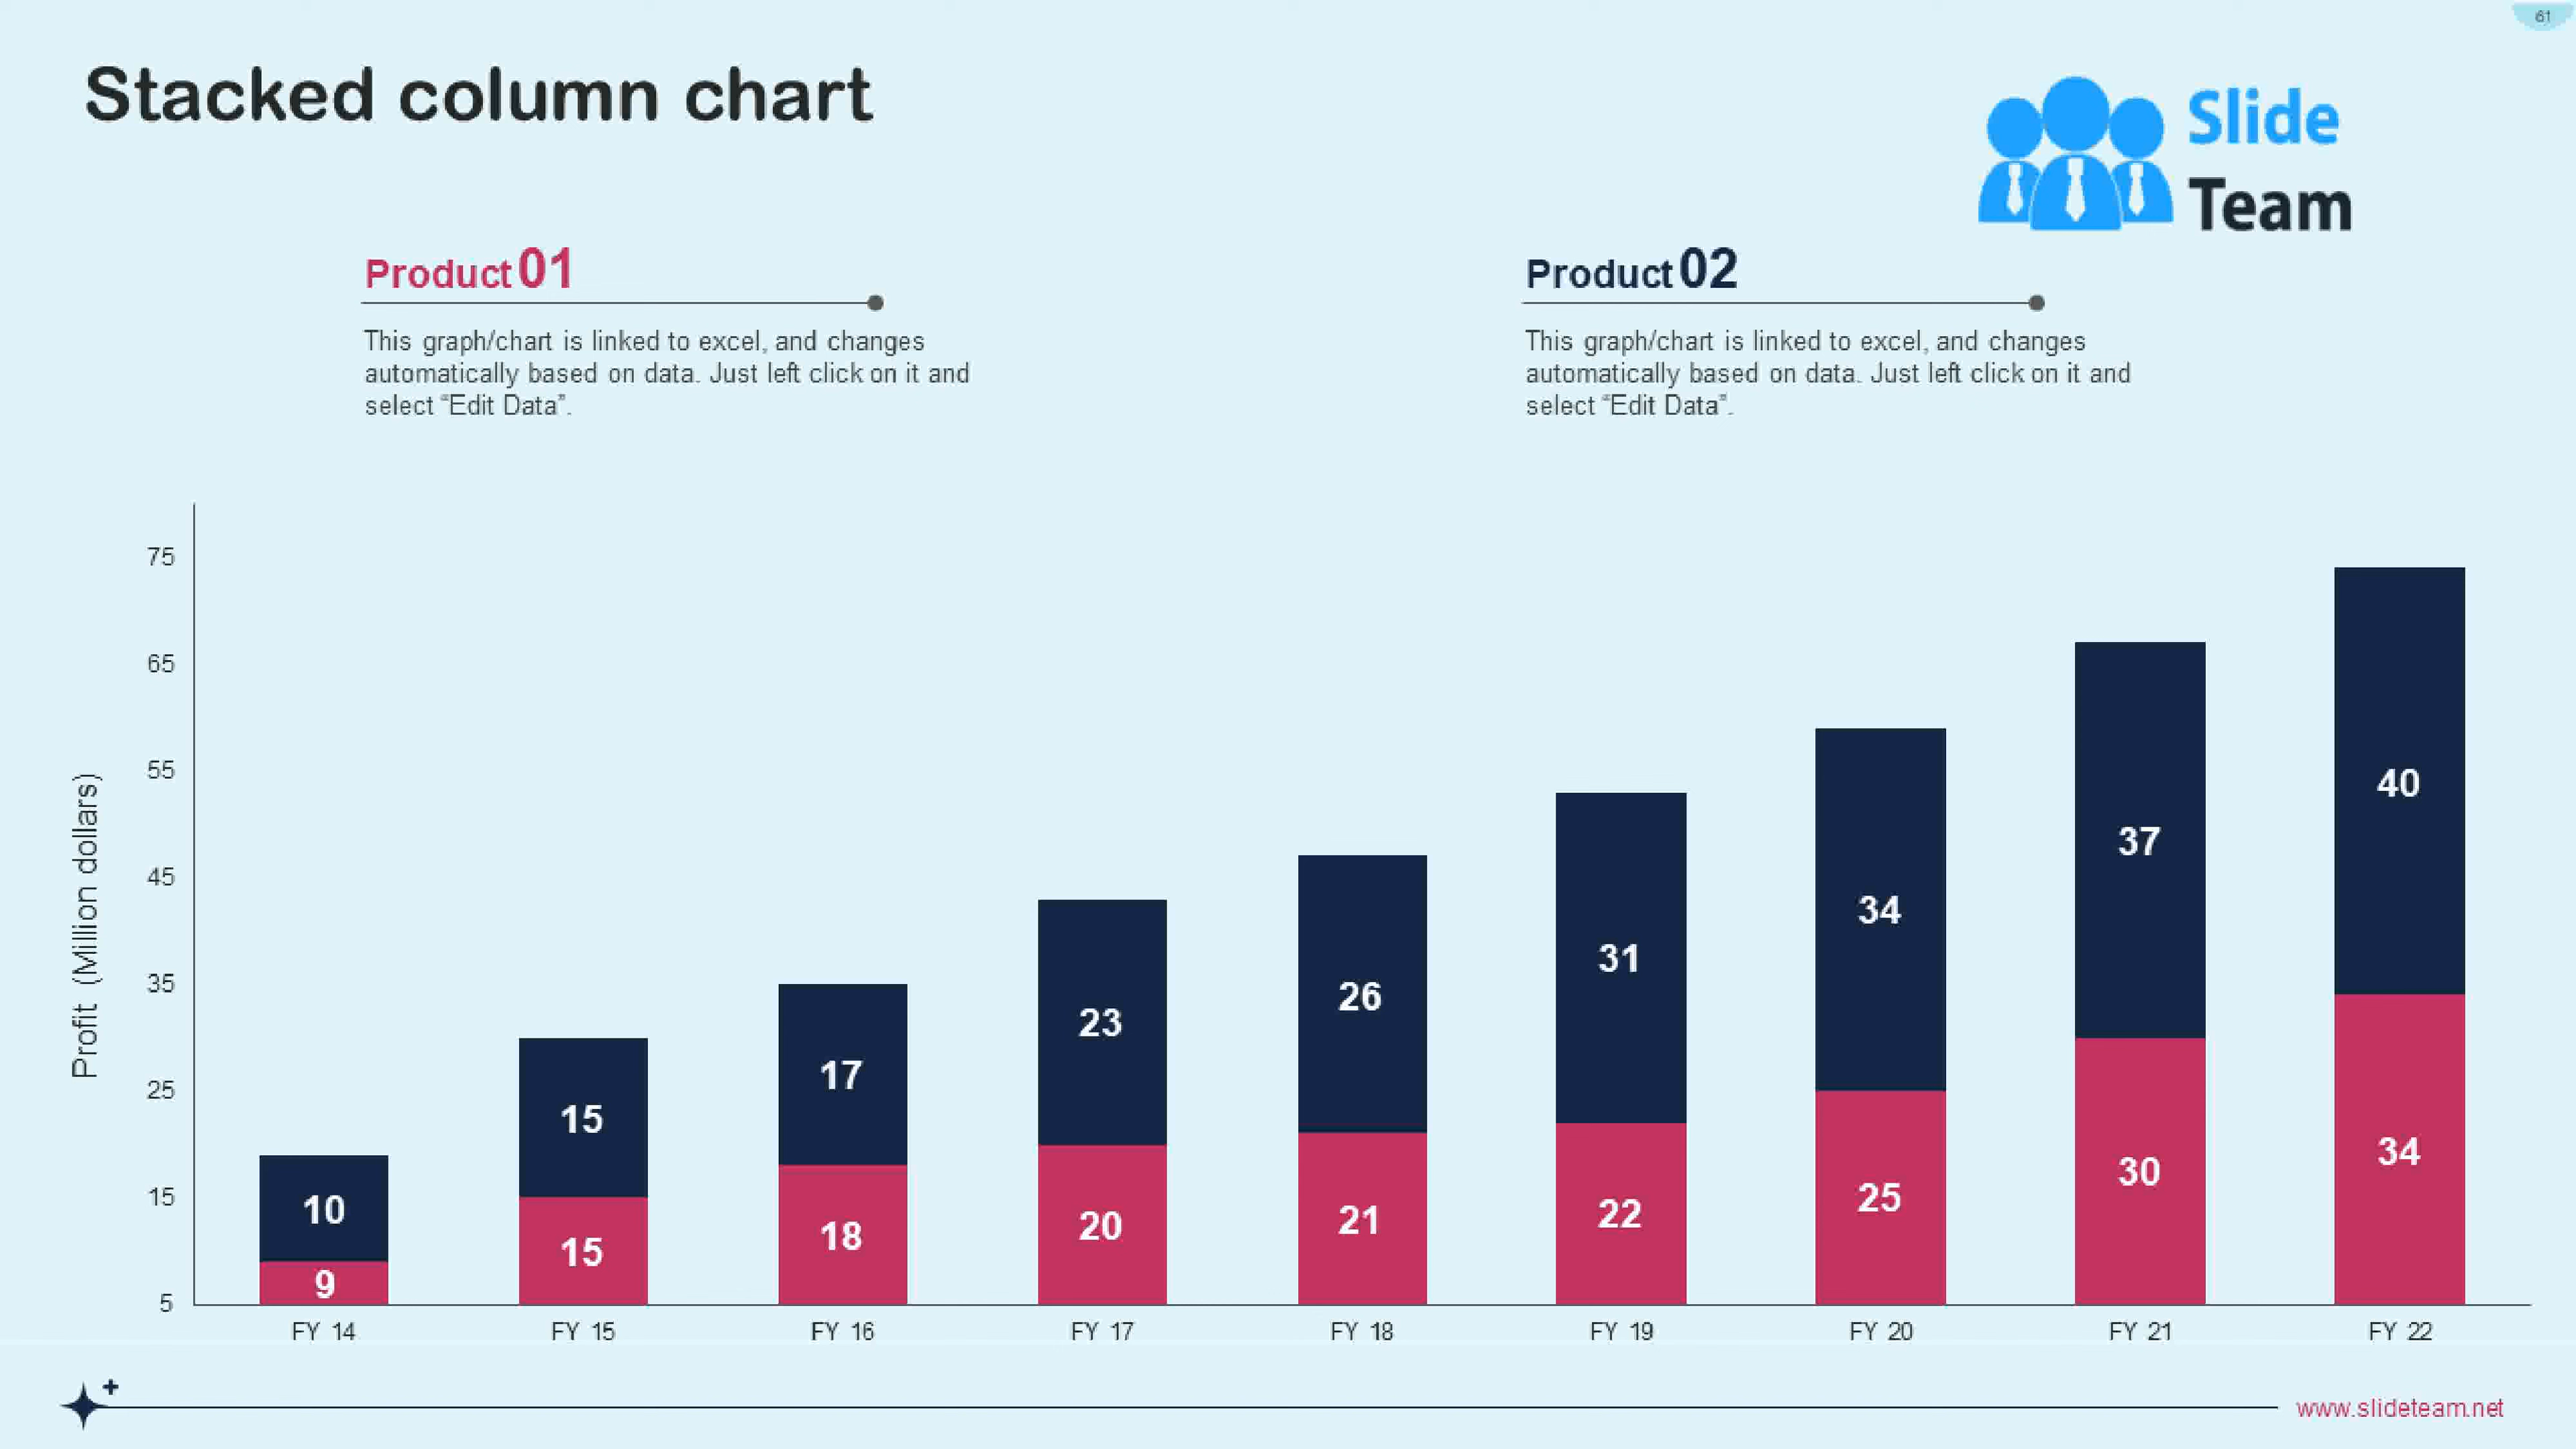 61
Stacked column chart
Slide
Team
Product 01
This graph/chart is linked to excel, and changes
automatically based on data. Just left click on it and
select “Edit Data”.
Product 02
This graph/chart is linked to excel, and changes
automatically based on data. Just left click on it and
select “Edit Data”.
Profit (Million dollars)
75
65
55
45
35
25
15
5
10
9
15
15
17
18
23
20
26
21
31
22
34
25
37
30
40
34
FY 14
FY 15
FY 16
FY 17
FY 18
FY 19
FY 20
FY 21
FY 22
www.slideteam.net